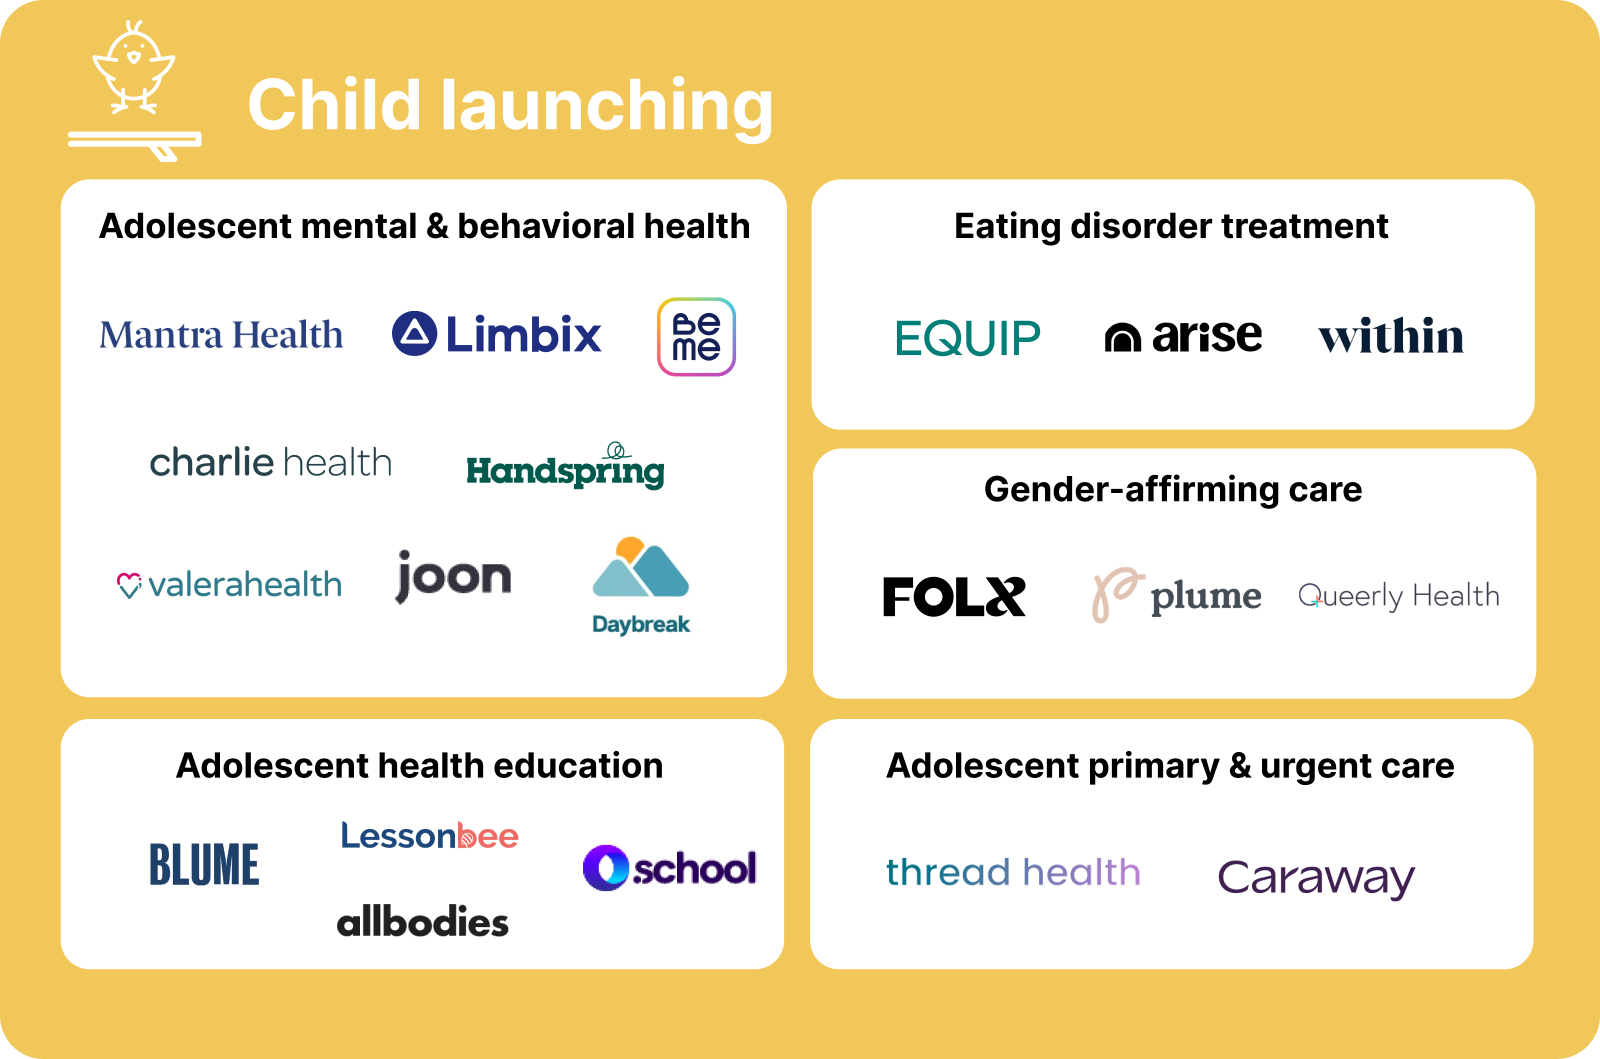 Child launching
Adolescent mental & behavioral health
Mantra Health
Limbix
Be
me
charlie health
Handspring
valerahealth
joon
Daybreak
Eating disorder treatment
EQUIP
arise
within
Gender-affirming care
FOLX
plume
Queerly Health
Adolescent health education
BLUME
Lessonbee
allbodies
O.school
Adolescent primary & urgent care
thread health
Caraway